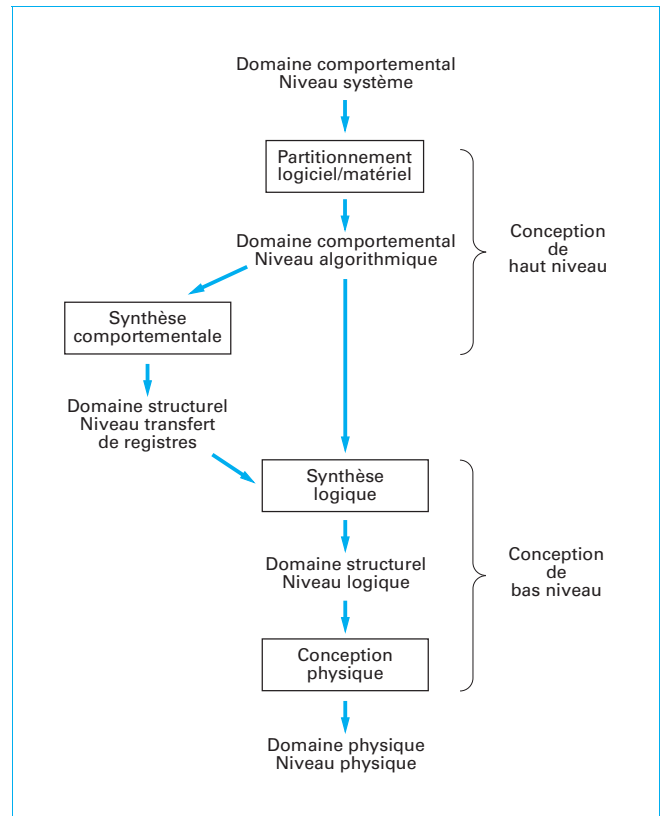 Domaine comportemental
Niveau système
Partitionnement
logiciel/matériel
Domaine comportemental
Niveau algorithmique
Conception
de
haut niveau
Synthèse
comportementale
Domaine structurel
Niveau transfert
de registres
Synthèse
logique
Domaine structurel
Niveau logique
Conception
de
bas niveau
Conception
physique
Domaine physique
Niveau physique